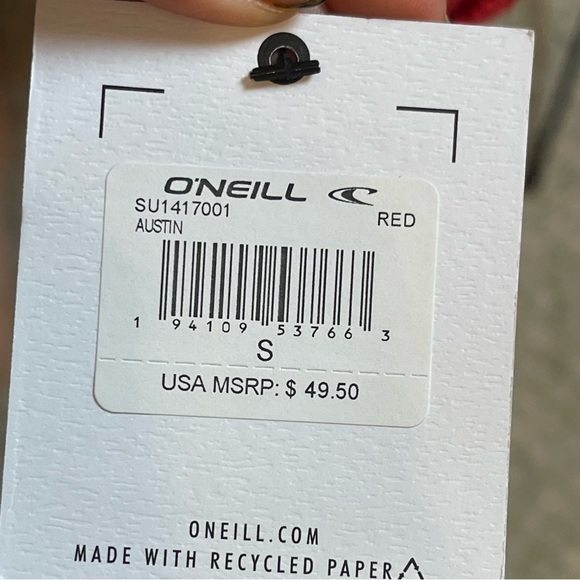 O'NEILL
SU1417001 RED
AUSTIN
1 94109 53766 3
S
USA MSRP: $ 49.50
ONEILL.COM
MADE WITH RECYCLED PAPER